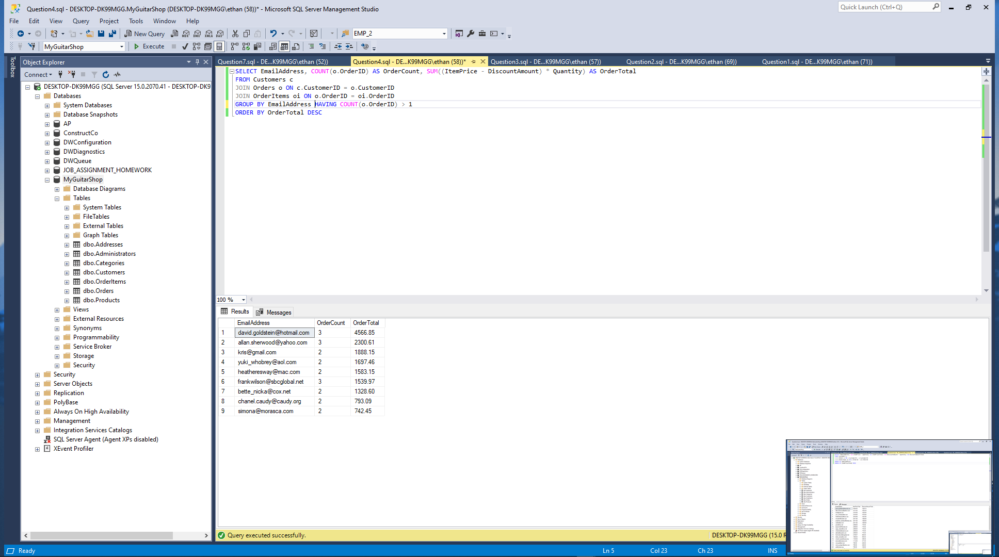 Question4.sql - DESKTOP-DK99MGG.MyGuitarShop (DESKTOP-DK99MGG\ethan (58))* - Microsoft SQL Server Management Studio
Quick Launch (Ctrl+Q)
File Edit View Query Project Tools Window Help
New Query
MDX DMX XMLA DAX
EMP_2
MyGuitarShop
Execute
Toolbox
Object Explorer
Connect
DESKTOP-DK99MGG (SQL Server 15.0.2070.41 - DESKTOP-DK9
Databases
System Databases
Database Snapshots
AP
ConstructCo
DWConfiguration
DWDiagnostics
DWQueue
JOB_ASSIGNMENT_HOMEWORK
MyGuitarShop
Database Diagrams
Tables
System Tables
FileTables
External Tables
Graph Tables
dbo.Addresses
dbo.Administrators
dbo.Categories
dbo.Customers
dbo.OrderItems
dbo.Orders
dbo.Products
Views
External Resources
Synonyms
Programmability
Service Broker
Storage
Security
Security
Server Objects
Replication
PolyBase
Always On High Availability
Management
Integration Services Catalogs
SQL Server Agent (Agent XPs disabled)
XEvent Profiler
Question7.sql - DE...K99MGG\ethan (52))
Question4.sql - DE...K99MGG\ethan (58))*
Question3.sql - DE...K99MGG\ethan (57))
Question2.sql - DE...K99MGG\ethan (69))
Question1.sql - DE...K99MGG\ethan (71))
SELECT EmailAddress, COUNT(o.OrderID) AS OrderCount, SUM((ItemPrice - DiscountAmount) * Quantity) AS OrderTotal
FROM Customers c
JOIN Orders o ON c.CustomerID = o.CustomerID
JOIN OrderItems oi ON o.OrderID = oi.OrderID
GROUP BY EmailAddress HAVING COUNT(o.OrderID) > 1
ORDER BY OrderTotal DESC
100 %
Results Messages
EmailAddress OrderCount OrderTotal
1 david.goldstein@hotmail.com 3 4566.85
2 allan.sherwood@yahoo.com 3 2300.61
3 kris@gmail.com 2 1888.15
4 yuki_whobrey@aol.com 2 1697.46
5 heatheresway@mac.com 2 1583.15
6 frankwilson@sbcglobal.net 3 1539.97
7 bette_nicka@cox.net 2 1328.60
8 chanel.caudy@caudy.org 2 793.09
9 simona@morasca.com 2 742.45
Query executed successfully.
DESKTOP-DK99MGG (15.0 R
Ready
Ln 5 Col 23 Ch 23 INS